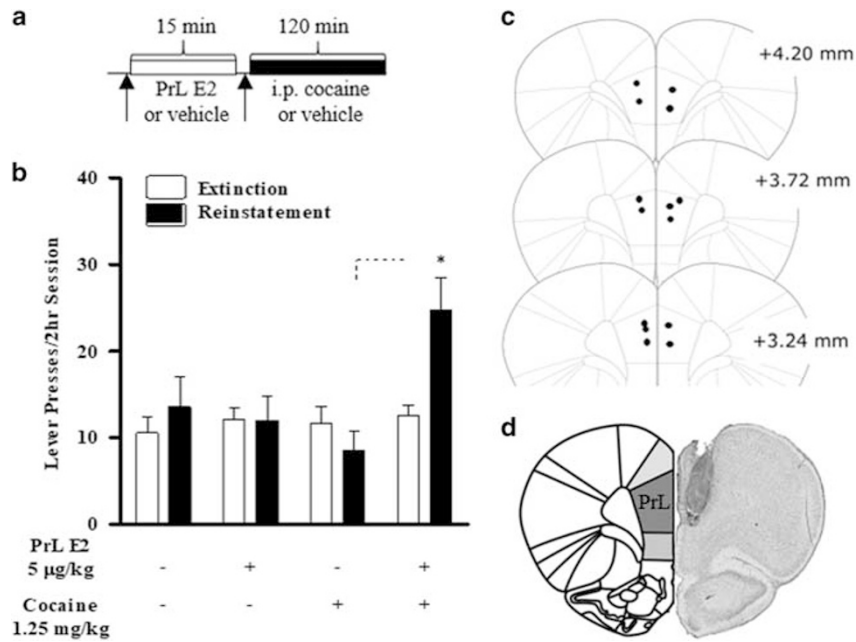 a
15 min 120 min
PrL E2 i.p. cocaine
or vehicle or vehicle
b
40
30
20
10
0
Lever Presses/2hr Session
Extinction
Reinstatement
*
PrL E2
5 µg/kg - + - +
Cocaine
1.25 mg/kg - - + +
c
+4.20 mm
+3.72 mm
+3.24 mm
d
PrL